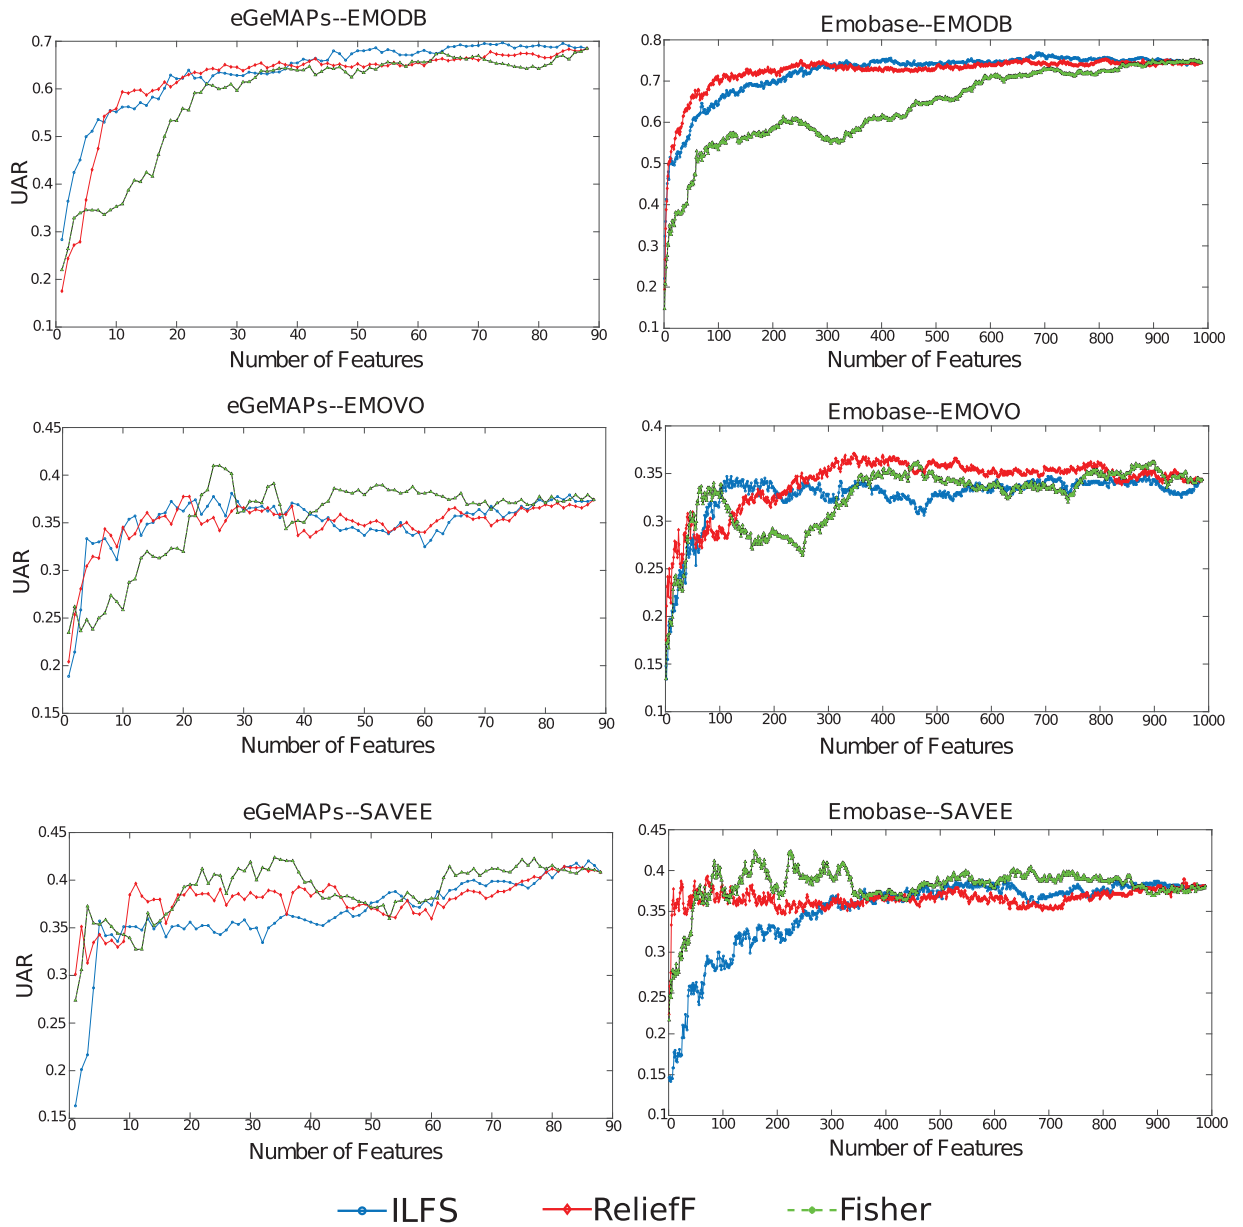 eGeMAPs--EMODB
UAR
0.7
0.6
0.5
0.4
0.3
0.2
0.1
0 10 20 30 40 50 60 70 80 90
Number of Features
Emobase--EMODB
0.8
0.7
0.6
0.5
0.4
0.3
0.2
0.1
0 100 200 300 400 500 600 700 800 900 1000
Number of Features
eGeMAPs--EMOVO
UAR
0.45
0.4
0.35
0.3
0.25
0.2
0.15
0 10 20 30 40 50 60 70 80 90
Number of Features
Emobase--EMOVO
0.4
0.35
0.3
0.25
0.2
0.15
0.1
0 100 200 300 400 500 600 700 800 900 1000
Number of Features
eGeMAPs--SAVEE
UAR
0.45
0.4
0.35
0.3
0.25
0.2
0.15
0 10 20 30 40 50 60 70 80 90
Number of Features
Emobase--SAVEE
0.45
0.4
0.35
0.3
0.25
0.2
0.15
0.1
0 100 200 300 400 500 600 700 800 900 1000
Number of Features
ILFS ReliefF Fisher